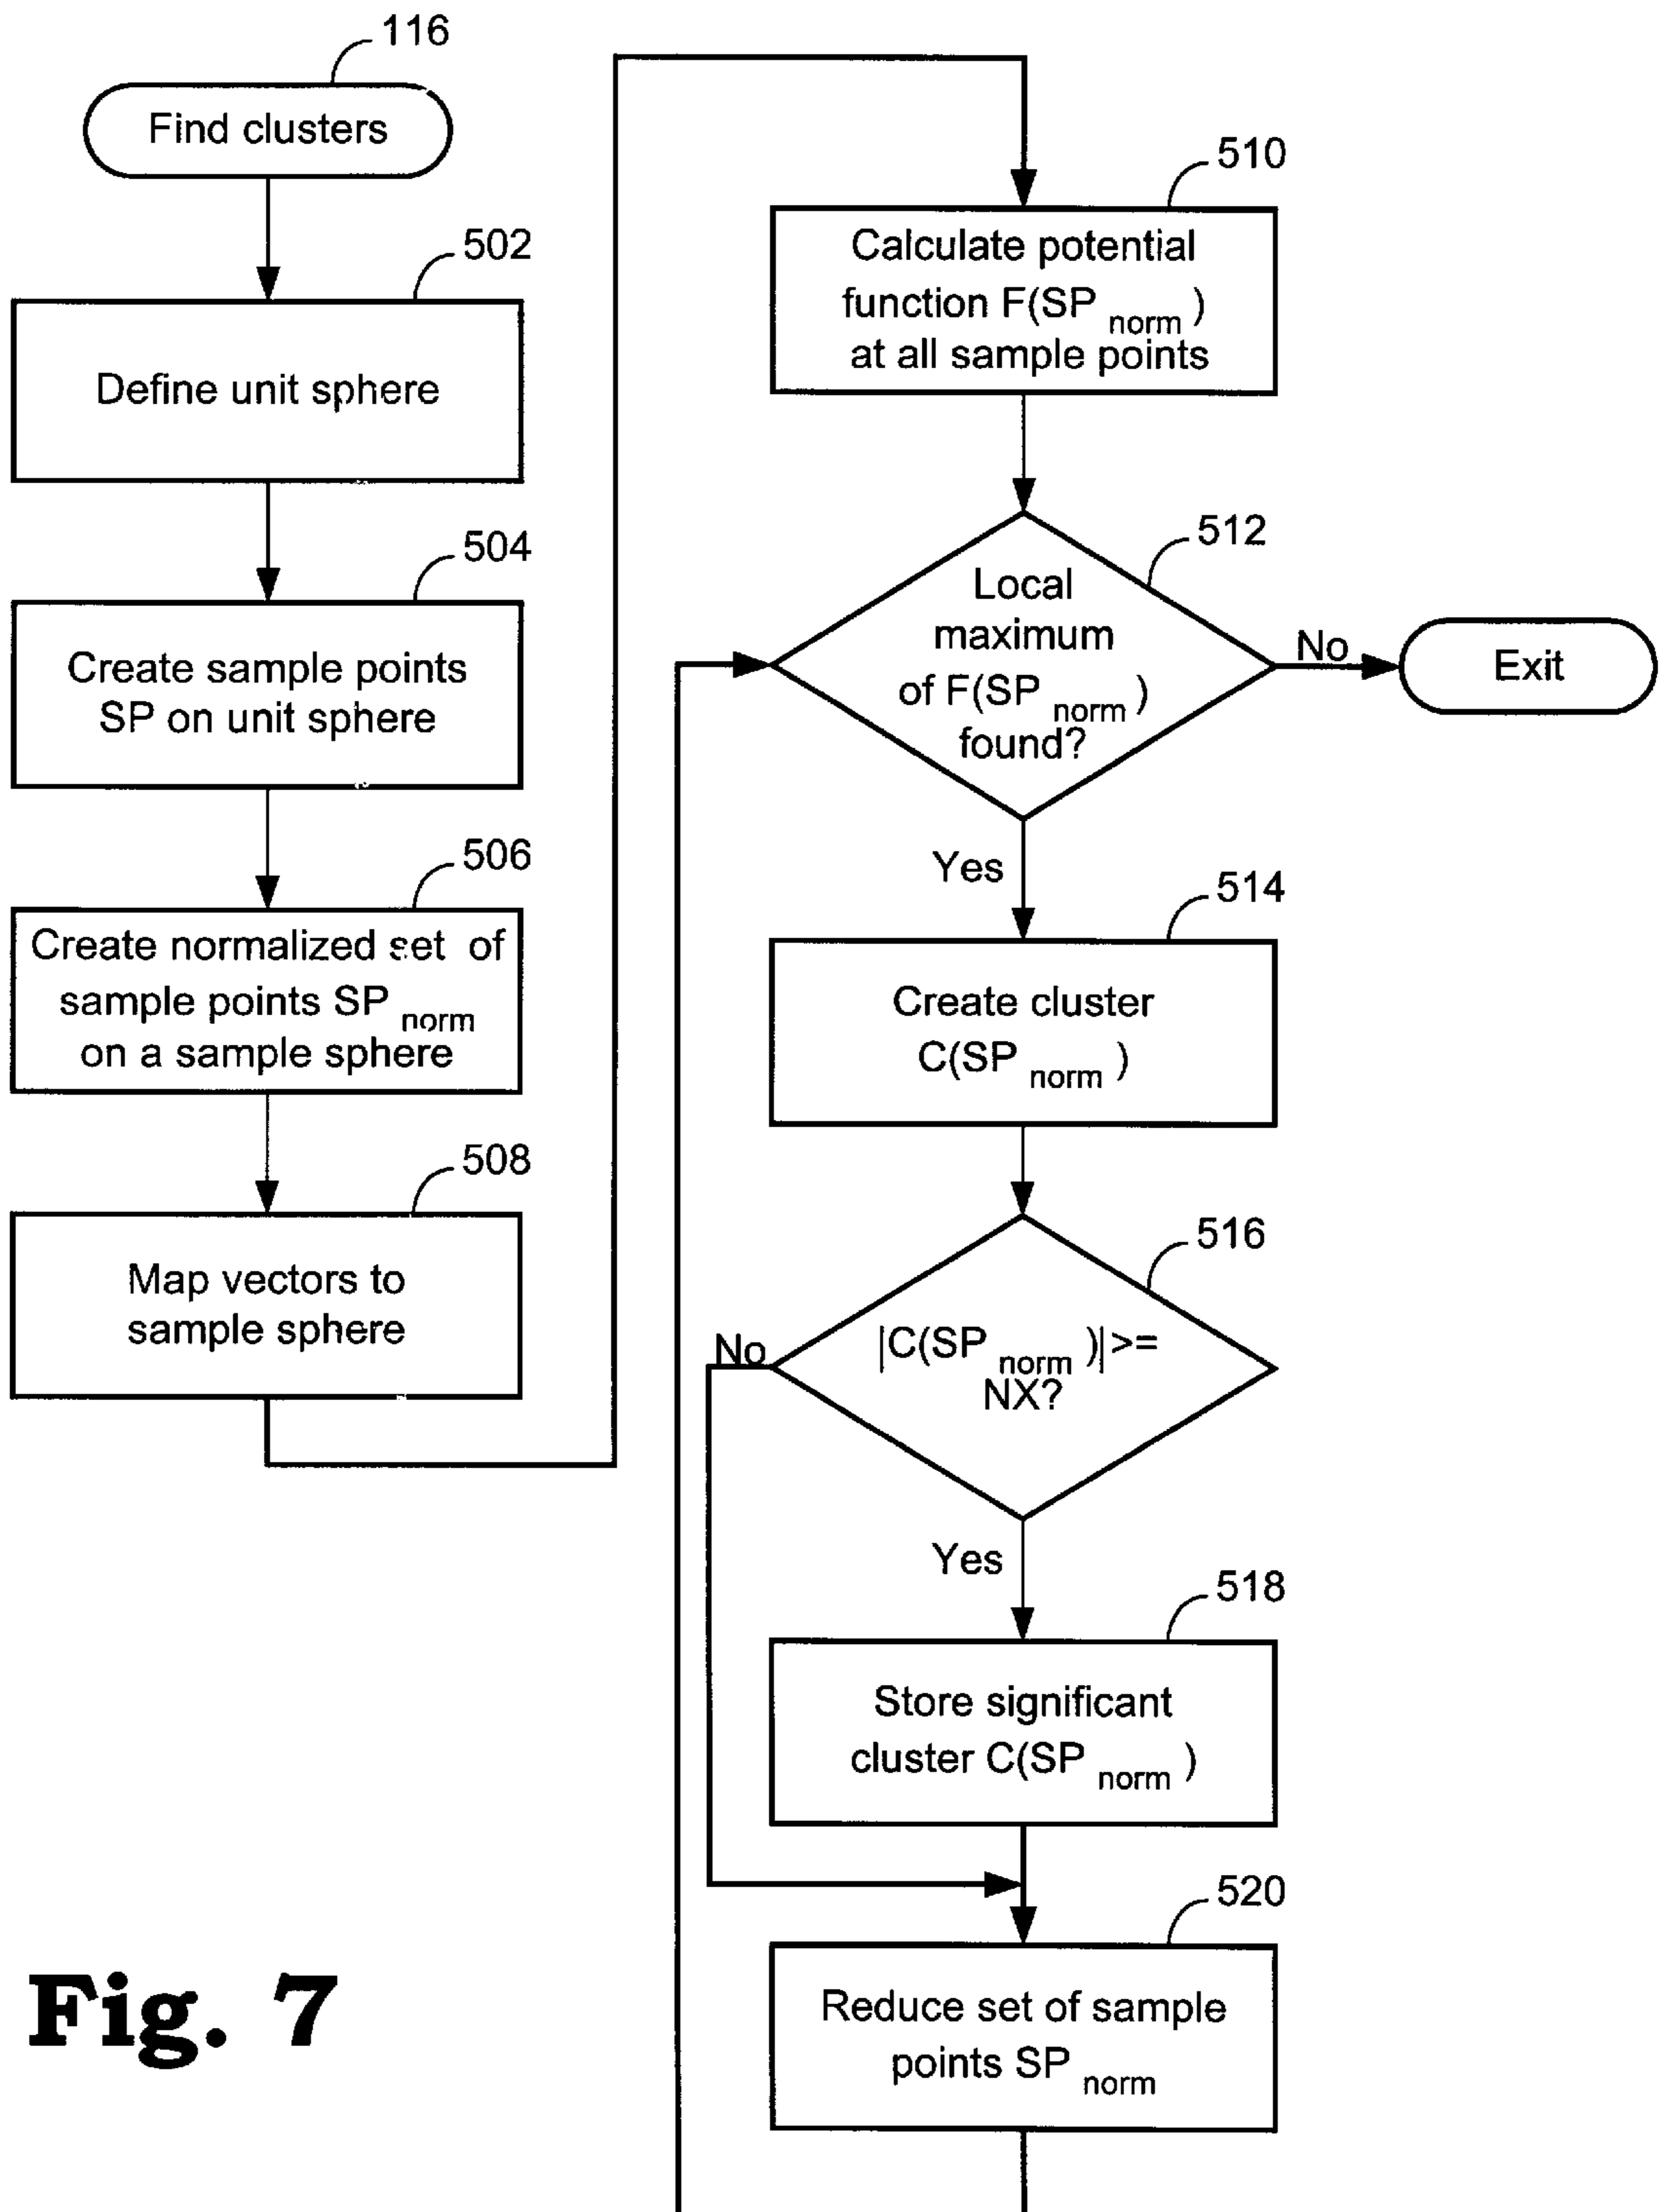 116
Find clusters
502
Define unit sphere
504
Create sample points
SP on unit sphere
506
Create normalized set of
sample points SP norm
on a sample sphere
508
Map vectors to
sample sphere
510
Calculate potential
function F(SP norm )
at all sample points
512
Local
maximum
of F(SP norm )
found?
No
Exit
Yes
514
Create cluster
C(SP norm )
516
|C(SP norm )|>=
NX?
No
Yes
518
Store significant
cluster C(SP norm )
520
Reduce set of sample
points SP norm
Fig. 7